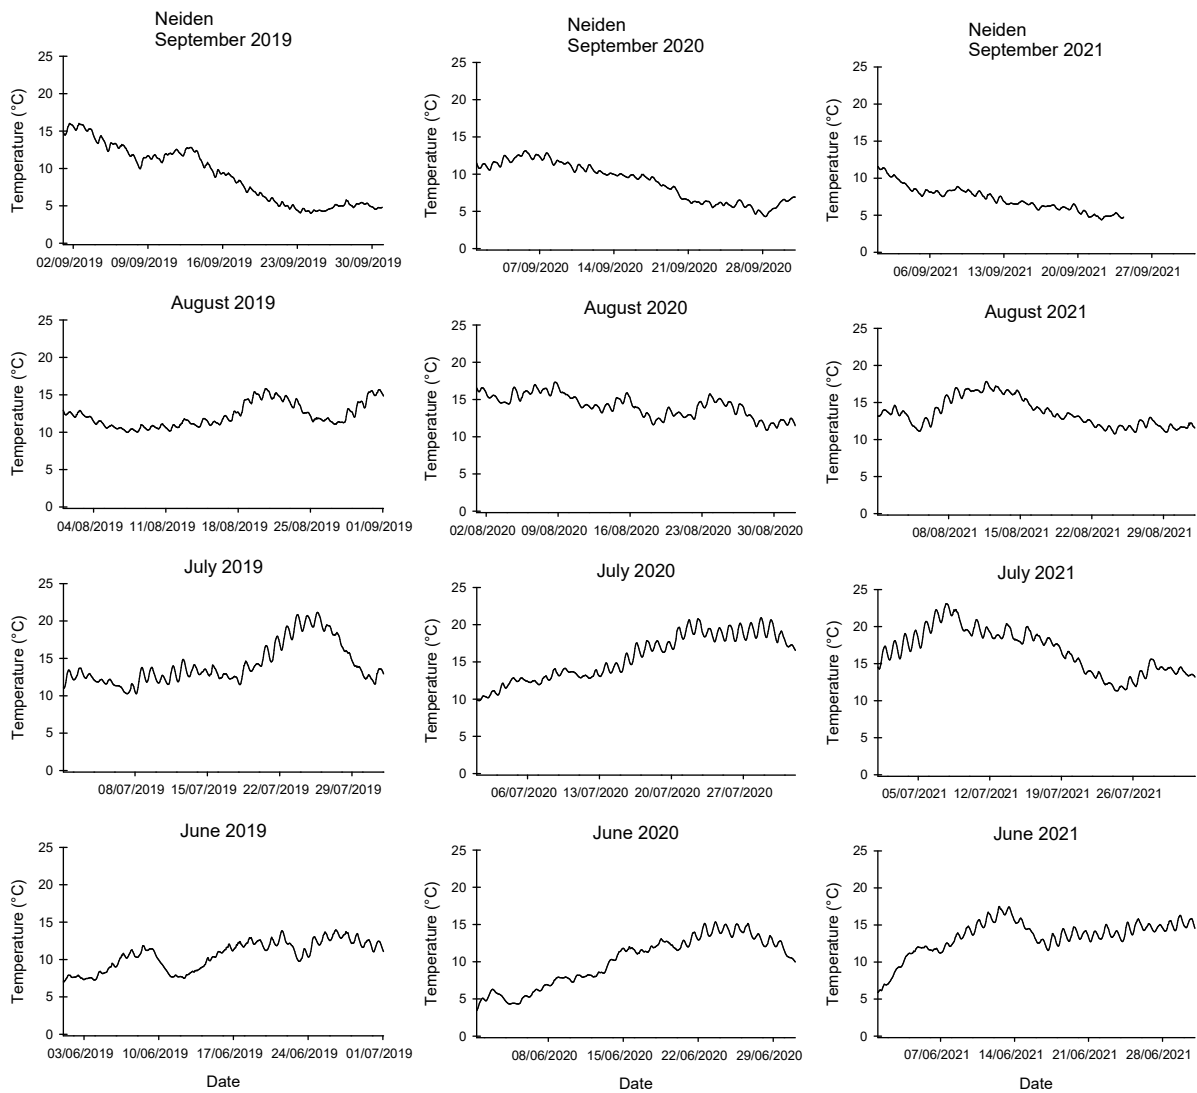 Neiden
September 2019
25
20
15
10
5
0
Temperature (°C)
02/09/2019 09/09/2019 16/09/2019 23/09/2019 30/09/2019
Neiden
September 2020
25
20
15
10
5
0
Temperature (°C)
07/09/2020 14/09/2020 21/09/2020 28/09/2020
Neiden
September 2021
25
20
15
10
5
0
Temperature (°C)
06/09/2021 13/09/2021 20/09/2021 27/09/2021
August 2019
25
20
15
10
5
0
Temperature (°C)
04/08/2019 11/08/2019 18/08/2019 25/08/2019 01/09/2019
August 2020
25
20
15
10
5
0
Temperature (°C)
02/08/2020 09/08/2020 16/08/2020 23/08/2020 30/08/2020
August 2021
25
20
15
10
5
0
Temperature (°C)
08/08/2021 15/08/2021 22/08/2021 29/08/2021
July 2019
25
20
15
10
5
0
Temperature (°C)
08/07/2019 15/07/2019 22/07/2019 29/07/2019
July 2020
25
20
15
10
5
0
Temperature (°C)
06/07/2020 13/07/2020 20/07/2020 27/07/2020
July 2021
25
20
15
10
5
0
Temperature (°C)
05/07/2021 12/07/2021 19/07/2021 26/07/2021
June 2019
25
20
15
10
5
0
Temperature (°C)
03/06/2019 10/06/2019 17/06/2019 24/06/2019 01/07/2019
Date
June 2020
25
20
15
10
5
0
Temperature (°C)
08/06/2020 15/06/2020 22/06/2020 29/06/2020
Date
June 2021
25
20
15
10
5
0
Temperature (°C)
07/06/2021 14/06/2021 21/06/2021 28/06/2021
Date